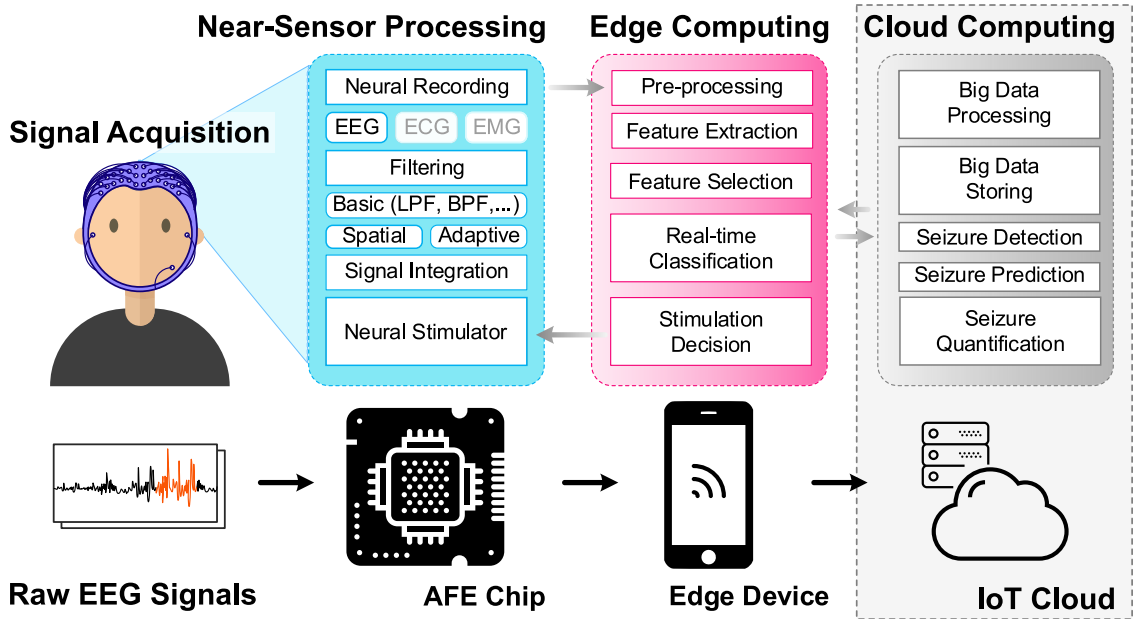 Near-Sensor Processing
Edge Computing
Cloud Computing
Signal Acquisition
Neural Recording
EEG
ECG
EMG
Filtering
Basic (LPF, BPF,...)
Spatial
Adaptive
Signal Integration
Neural Stimulator
Pre-processing
Feature Extraction
Feature Selection
Real-time
Classification
Stimulation
Decision
Big Data
Processing
Big Data
Storing
Seizure Detection
Seizure Prediction
Seizure
Quantification
Raw EEG Signals
AFE Chip
Edge Device
IoT Cloud